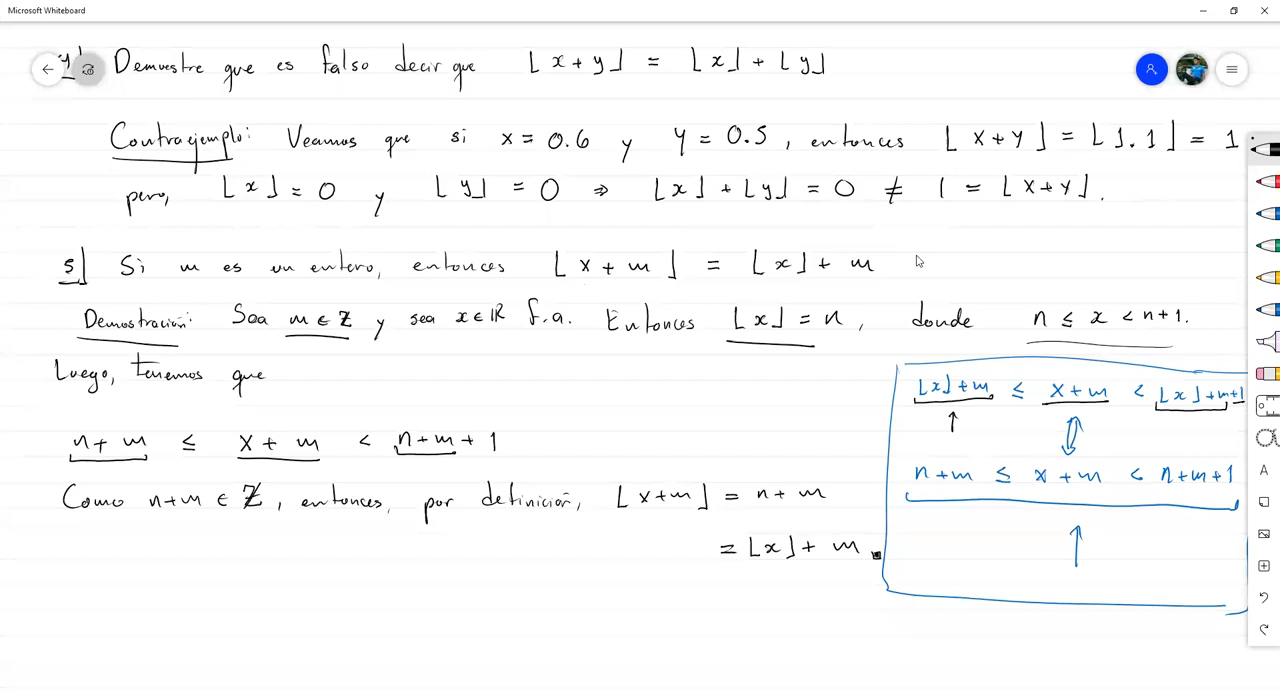 Microsoft Whiteboard
4] Demuestre que es falso decir que ⌊x+y⌋ = ⌊x⌋ + ⌊y⌋
Contraejemplo: Veamos que si x = 0.6 y y = 0.5, entonces ⌊x+y⌋ = ⌊1.1⌋ = 1
pero, ⌊x⌋ = 0 y ⌊y⌋ = 0 ⇒ ⌊x⌋ + ⌊y⌋ = 0 ≠ 1 = ⌊x+y⌋.
5] Si m es un entero, entonces ⌊x+m⌋ = ⌊x⌋ + m
Demostración: Sea m ∈ ℤ y sea x ∈ ℝ f.a. Entonces ⌊x⌋ = n, donde n ≤ x < n+1.
Luego, tenemos que
n+m ≤ x+m < n+m+1
Como n+m ∈ ℤ, entonces, por definición, ⌊x+m⌋ = n+m
= ⌊x⌋ + m.
⌊x⌋+m ≤ x+m < ⌊x⌋+m+1
n+m ≤ x+m < n+m+1
A